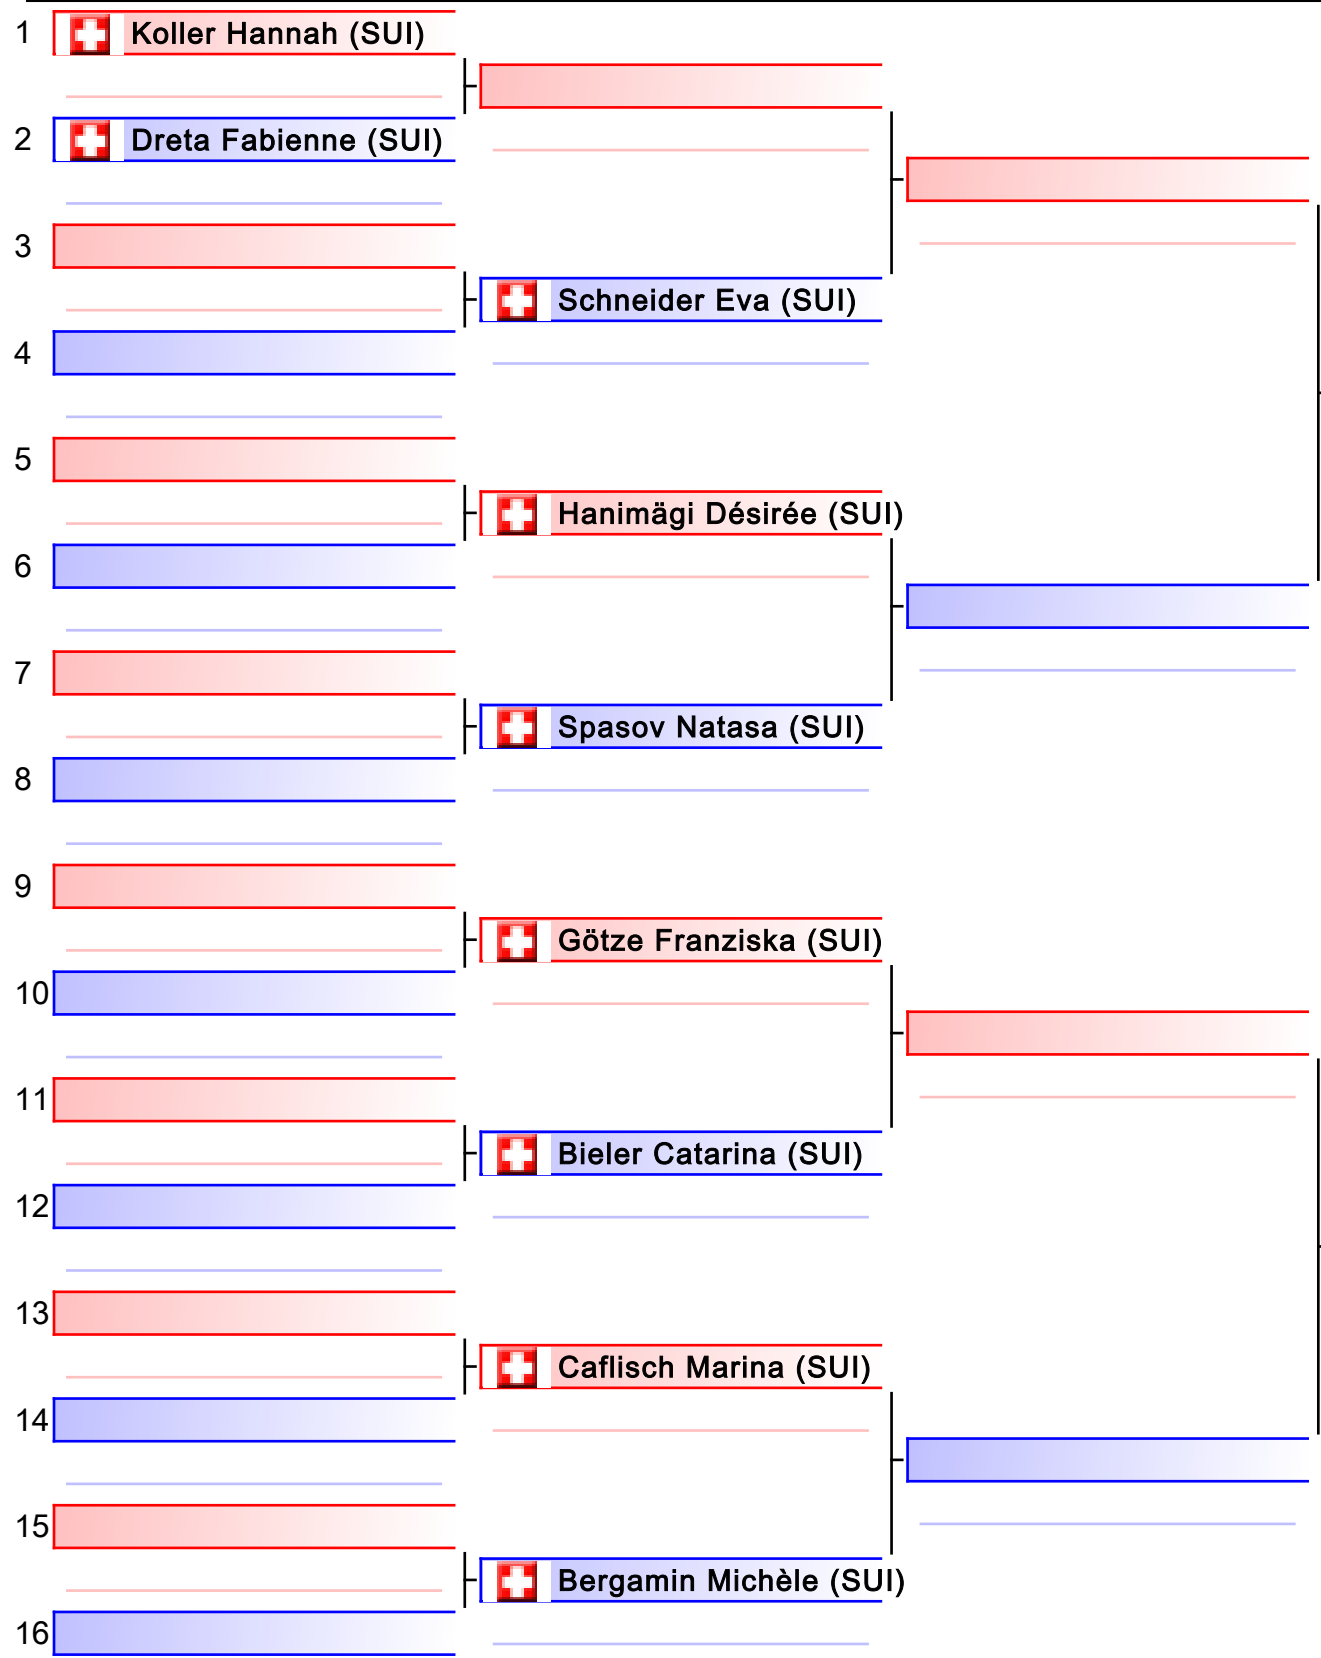 1 Koller Hannah (SUI)
2 Dreta Fabienne (SUI)
3
Schneider Eva (SUI)
4
5
Hanimägi Désirée (SUI)
6
7
Spasov Natasa (SUI)
8
9
Götze Franziska (SUI)
10
11
Bieler Catarina (SUI)
12
13
Caflisch Marina (SUI)
14
15
Bergamin Michèle (SUI)
16